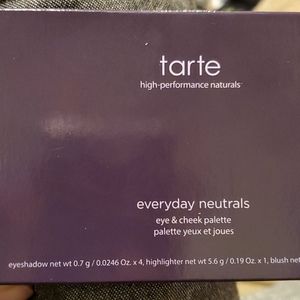 tarte
high-performance naturals™
everyday neutrals
-
eye & cheek palette
palette yeux et joues
eyeshadow net wt 0.7 g / 0.0246 Oz. x 4, highlighter net wt 5.6 g / 0.19 Oz. x 1, blush net